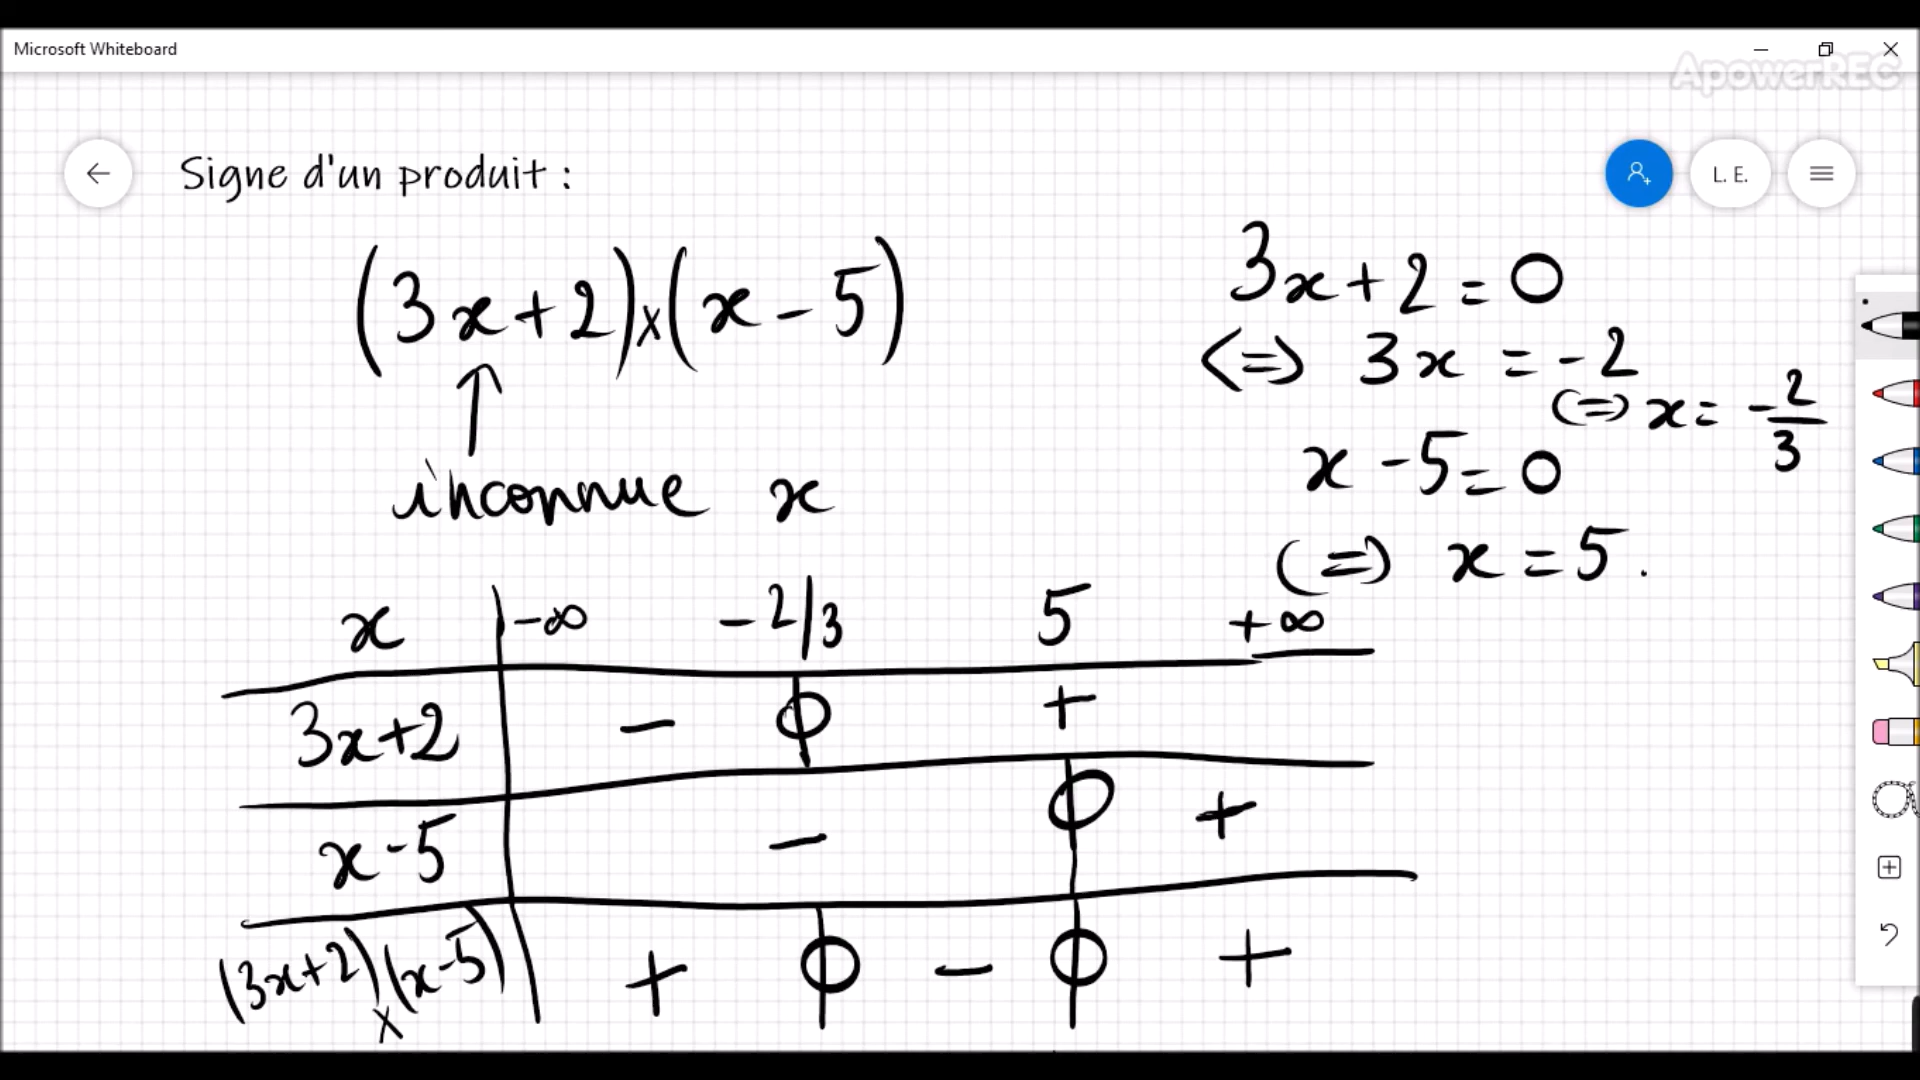 Microsoft Whiteboard
ApowerREC
Signe d'un produit :
L. E.
(3x+2)×(x-5)
inconnue x
3x+2=0
(=) 3x = -2
(=) x = -2/3
x-5=0
(=) x=5.
x -∞ -2/3 5 +∞
3x+2 - 0 +
x-5 - 0 +
(3x+2)×(x-5) + 0 - 0 +